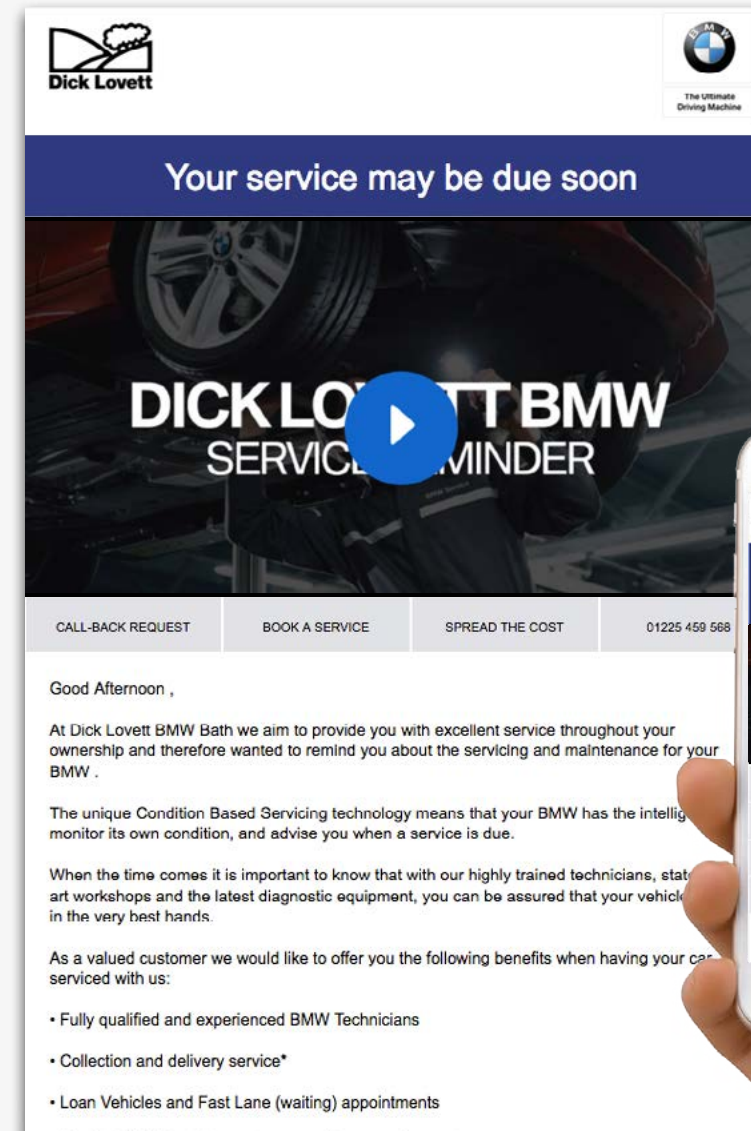 Dick Lovett
BMW
The Ultimate
Driving Machine
Your service may be due soon
DICK LO TT BMW
SERVIC MINDER
CALL-BACK REQUEST
BOOK A SERVICE
SPREAD THE COST
01225 459 568
Good Afternoon ,
At Dick Lovett BMW Bath we aim to provide you with excellent service throughout your
ownership and therefore wanted to remind you about the servicing and maintenance for your
BMW .
The unique Condition Based Servicing technology means that your BMW has the intellig
monitor its own condition, and advise you when a service is due.
When the time comes it is important to know that with our highly trained technicians, stat
art workshops and the latest diagnostic equipment, you can be assured that your vehicl
in the very best hands.
As a valued customer we would like to offer you the following benefits when having your car
serviced with us:
• Fully qualified and experienced BMW Technicians
• Collection and delivery service*
• Loan Vehicles and Fast Lane (waiting) appointments